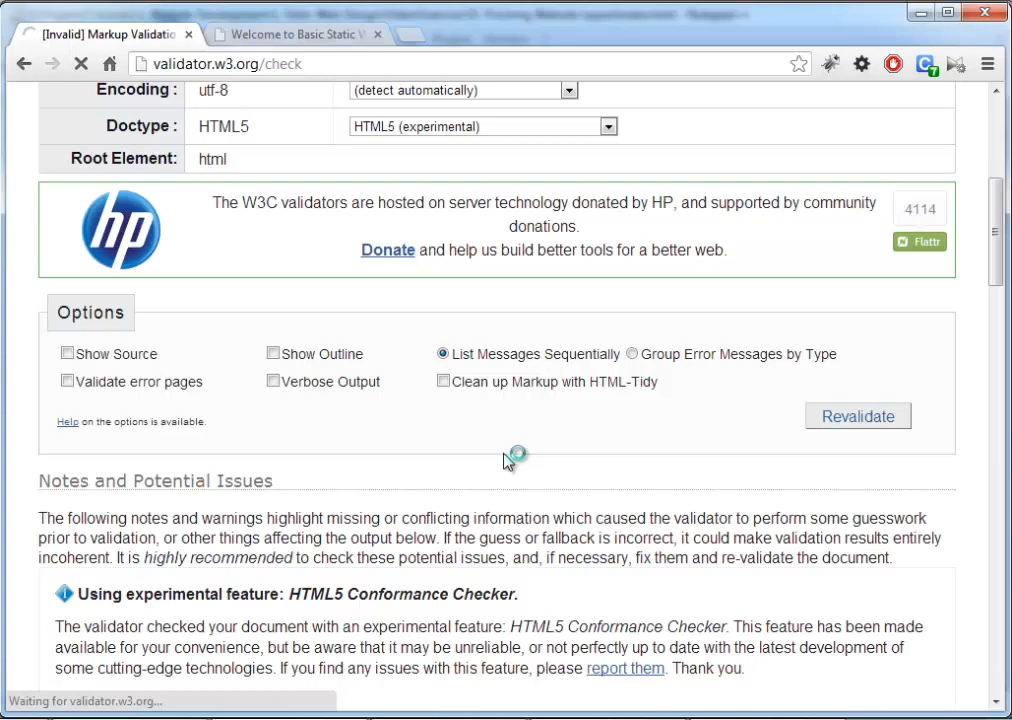 [Invalid] Markup Validatio
Welcome to Basic Static V
validator.w3.org/check
7
Encoding : utf-8 (detect automatically)
Doctype : HTML5 HTML5 (experimental)
Root Element: html
hp
The W3C validators are hosted on server technology donated by HP, and supported by community
donations.
Donate and help us build better tools for a better web.
4114
Flattr
Options
Show Source Show Outline List Messages Sequentially Group Error Messages by Type
Validate error pages Verbose Output Clean up Markup with HTML-Tidy
Revalidate
Help on the options is available.
Notes and Potential Issues
The following notes and warnings highlight missing or conflicting information which caused the validator to perform some guesswork
prior to validation, or other things affecting the output below. If the guess or fallback is incorrect, it could make validation results entirely
incoherent. It is highly recommended to check these potential issues, and, if necessary, fix them and re-validate the document.
Using experimental feature: HTML5 Conformance Checker.
The validator checked your document with an experimental feature: HTML5 Conformance Checker. This feature has been made
available for your convenience, but be aware that it may be unreliable, or not perfectly up to date with the latest development of
some cutting-edge technologies. If you find any issues with this feature, please report them. Thank you.
Waiting for validator.w3.org...